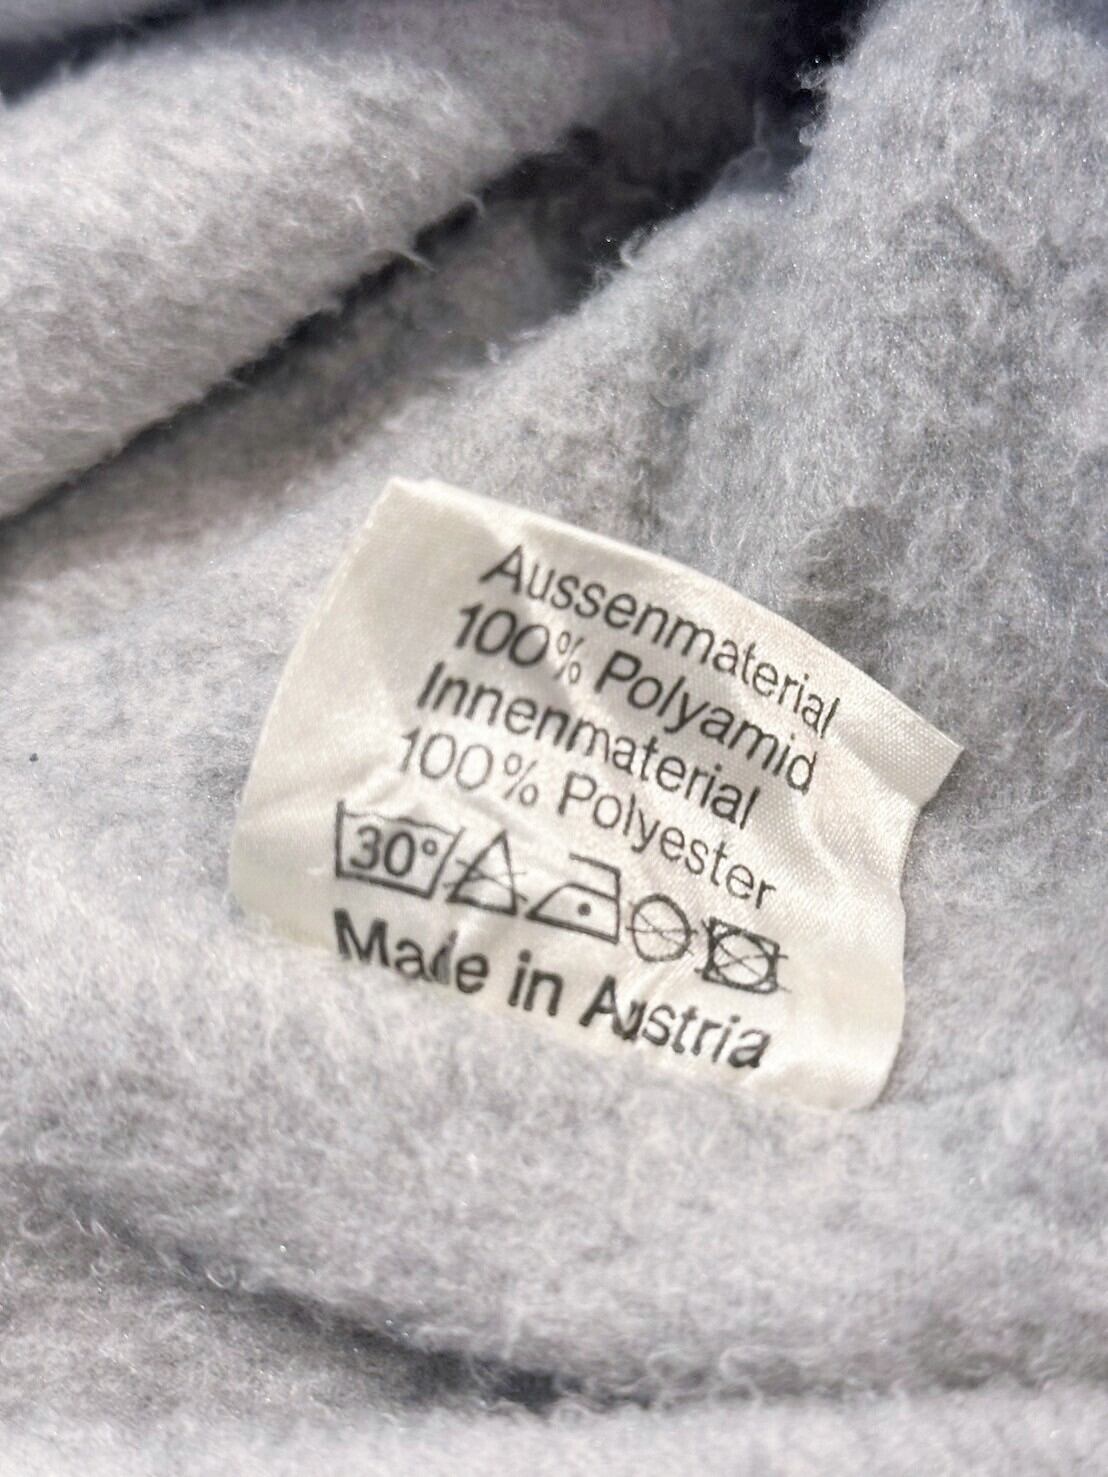 Aussenmaterial
100% Polyamid
Innenmaterial
100% Polyester
30°
Made in Austria